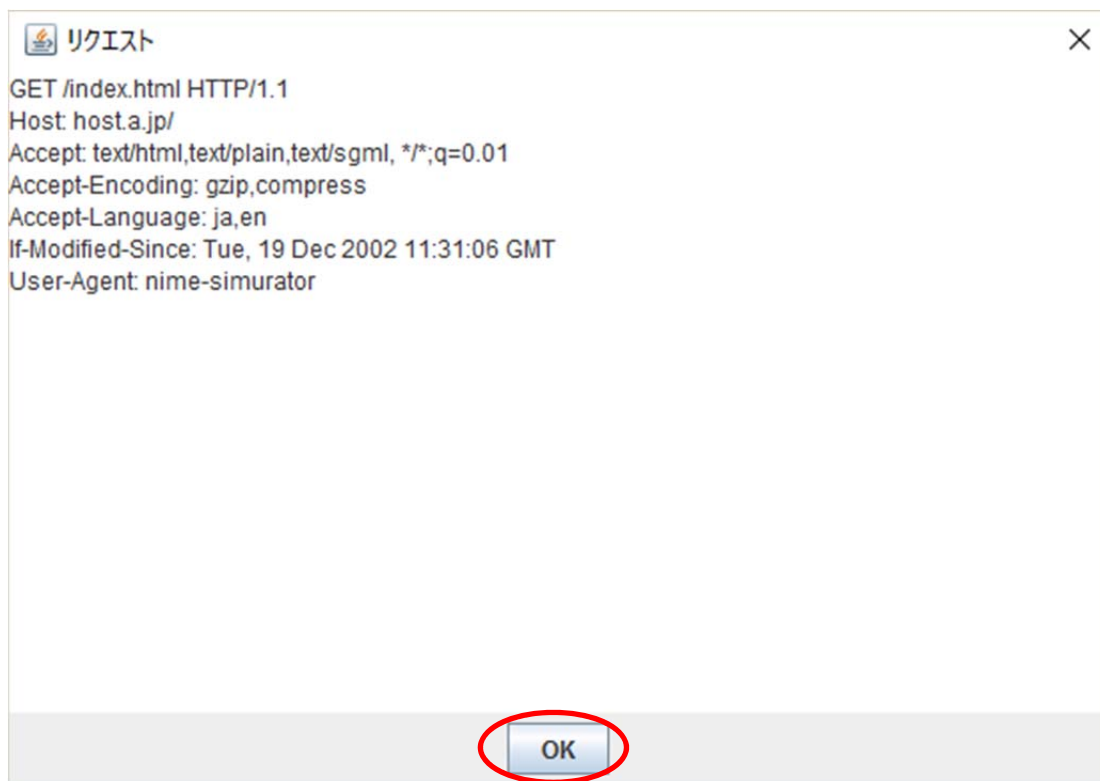 リクエスト
GET /index.html HTTP/1.1
Host: host.a.jp/
Accept: text/html,text/plain,text/sgml, */*;q=0.01
Accept-Encoding: gzip,compress
Accept-Language: ja,en
If-Modified-Since: Tue, 19 Dec 2002 11:31:06 GMT
User-Agent: nime-simurator
OK